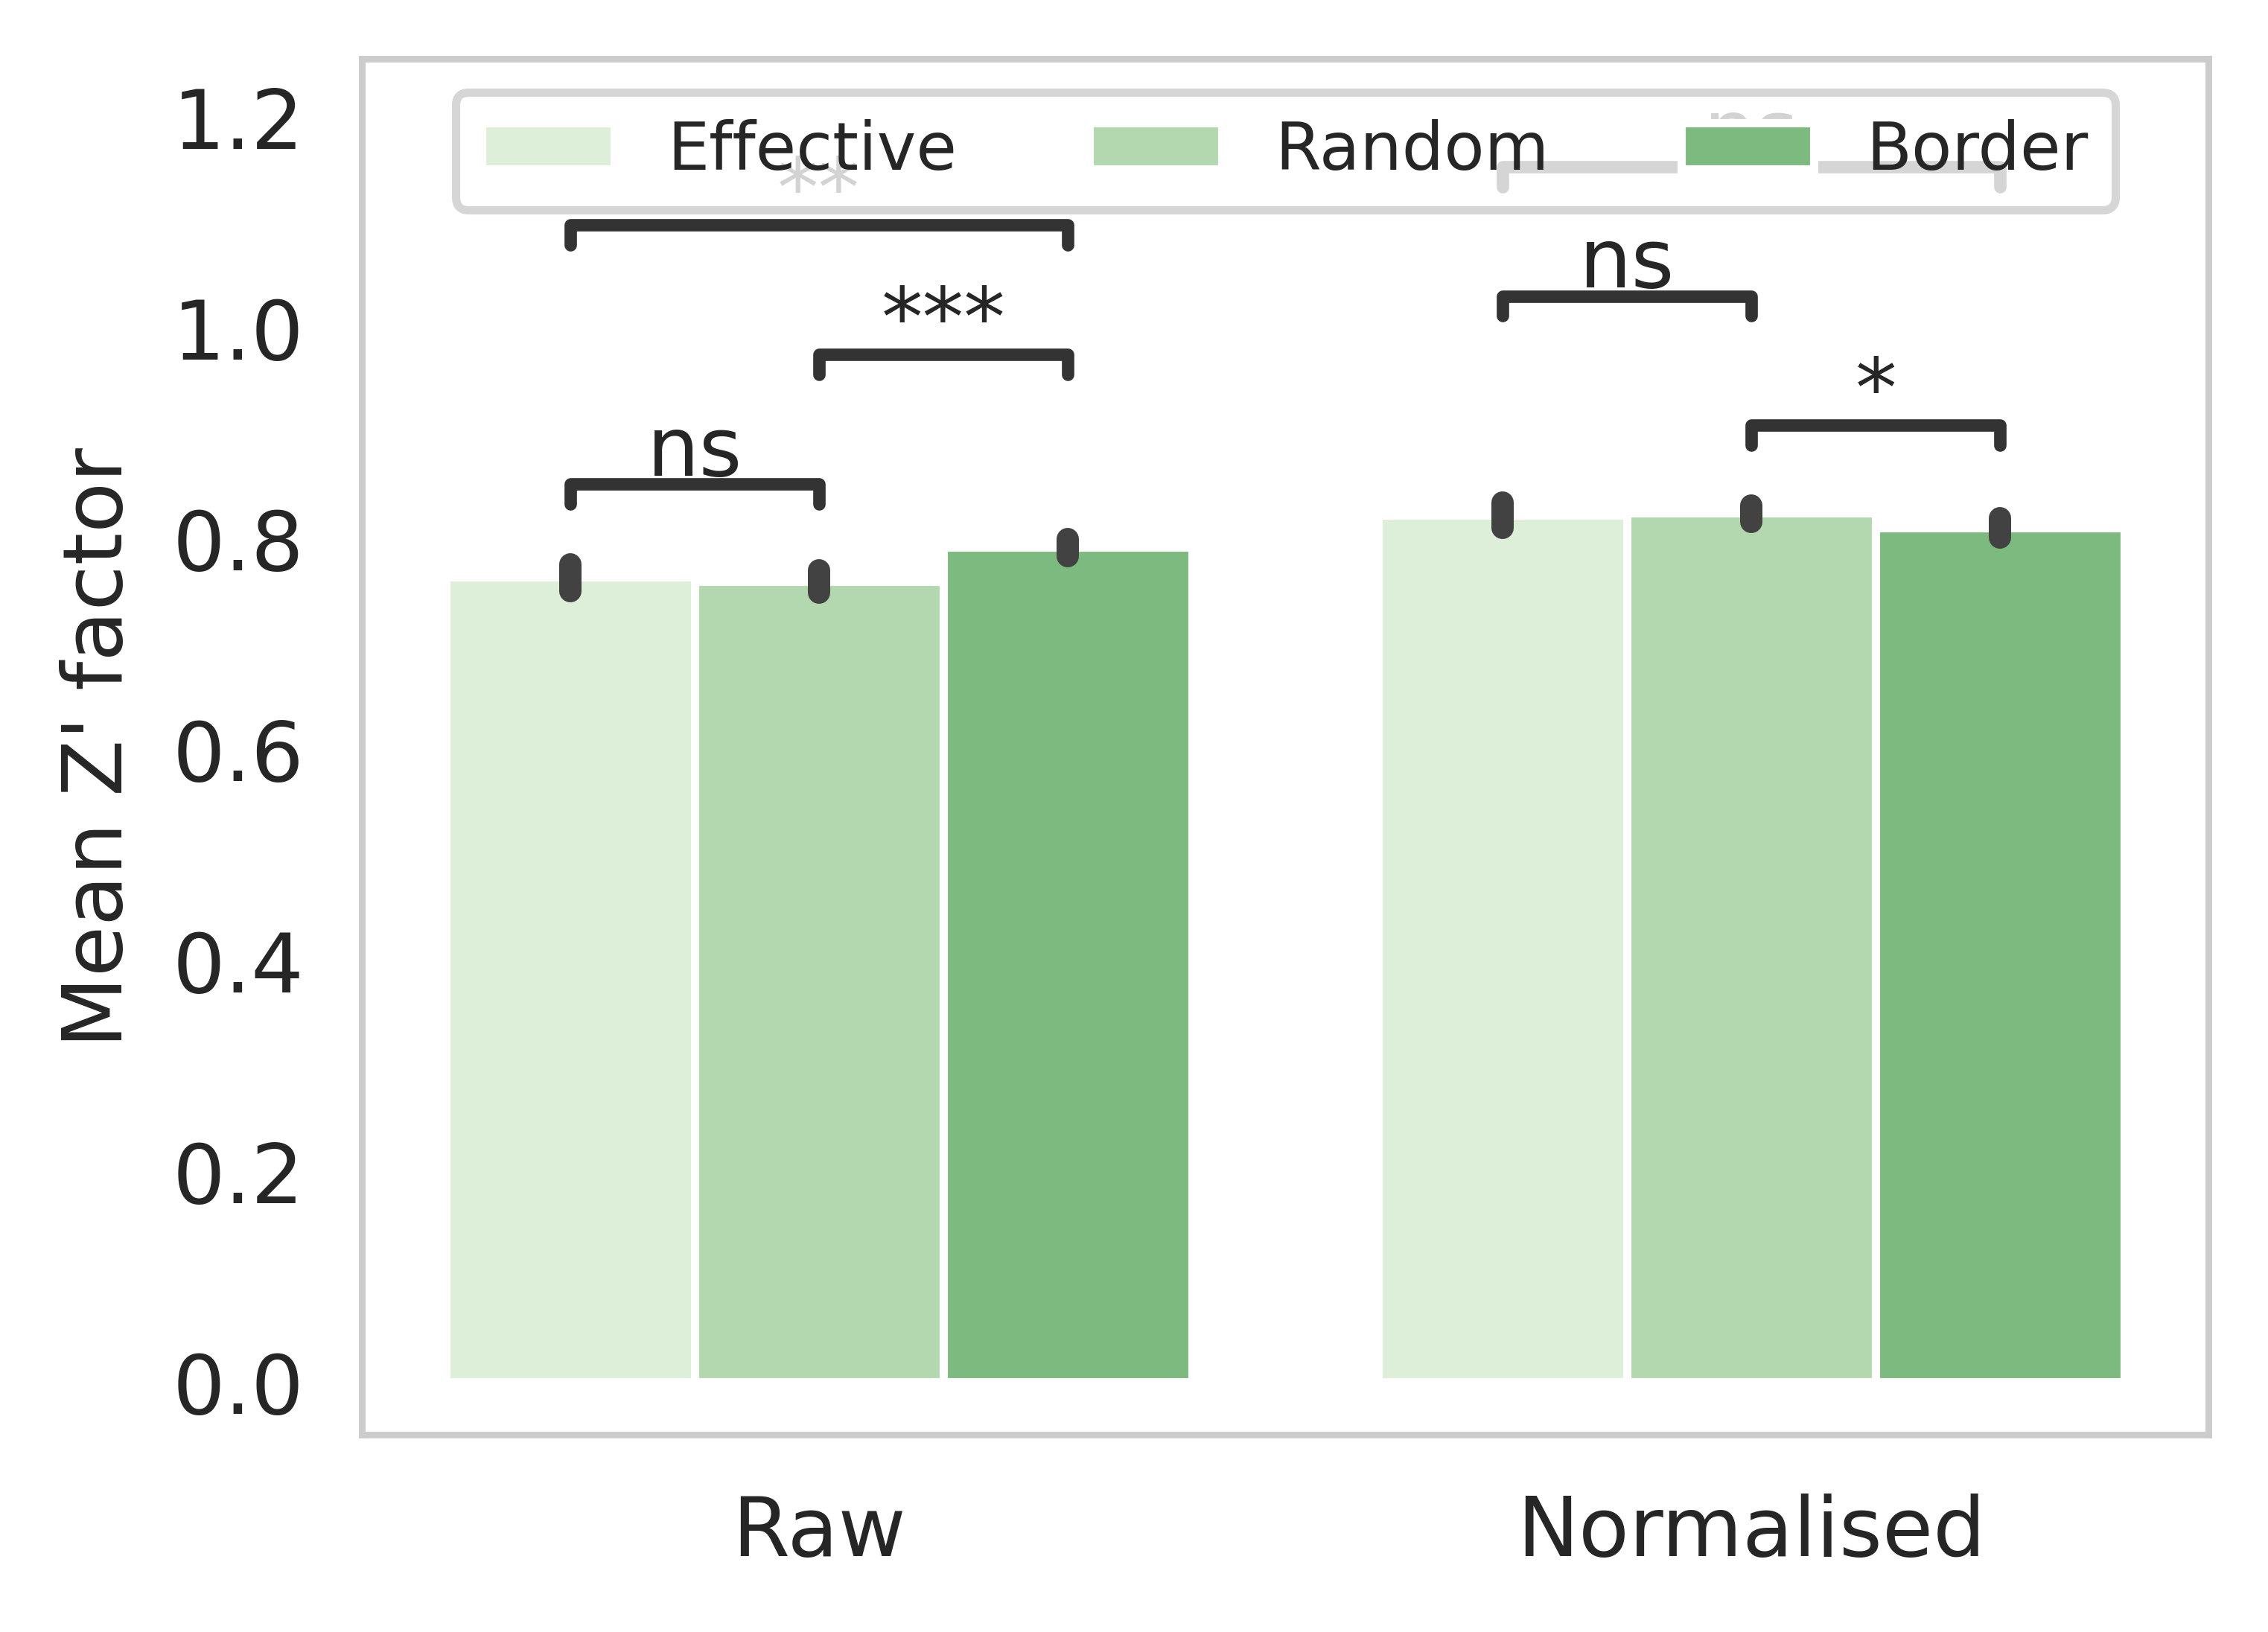 1.2
1.0
0.8
0.6
0.4
0.2
0.0
Mean Z' factor
Effective Random Border
**
ns
***
ns
*
ns
Raw Normalised